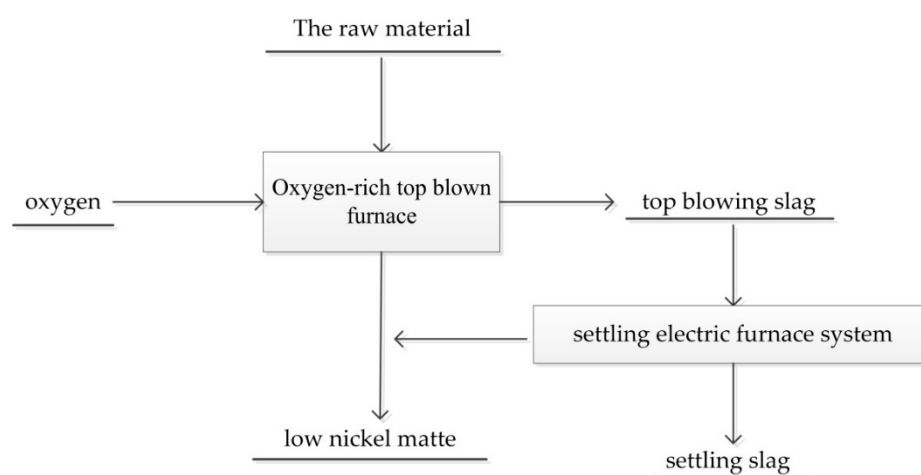 The raw material
oxygen
Oxygen-rich top blown
furnace
top blowing slag
settling electric furnace system
low nickel matte
settling slag